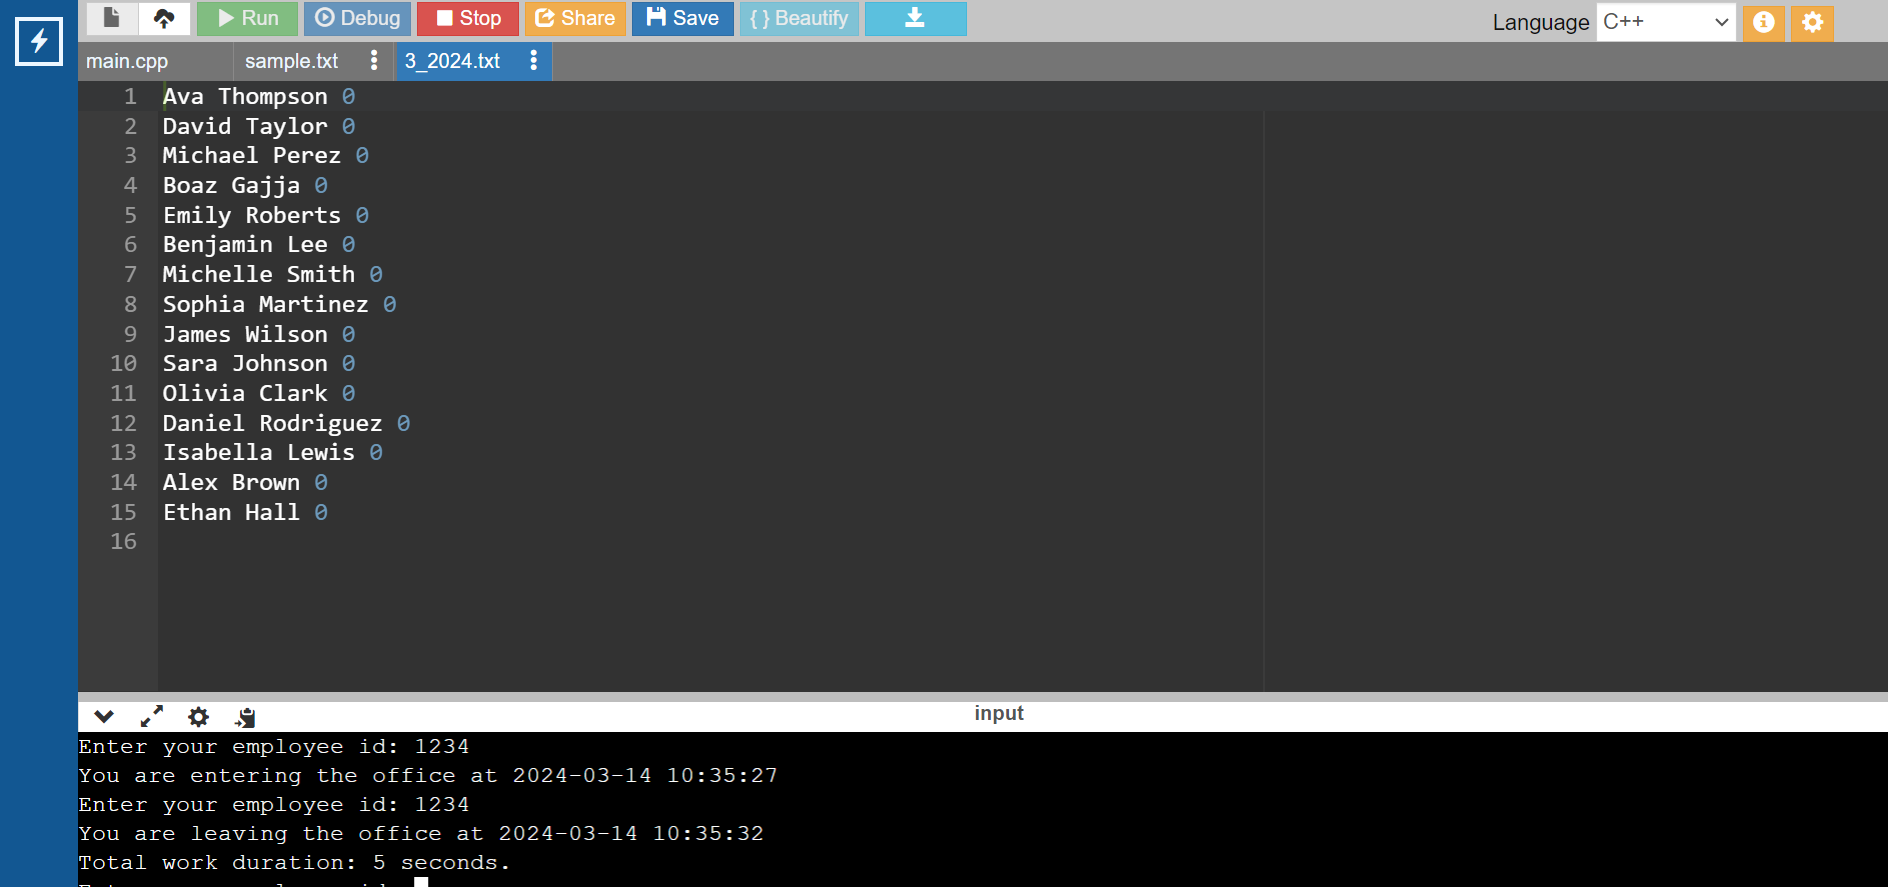 Run Debug Stop Share Save { } Beautify
Language C++
main.cpp sample.txt 3_2024.txt
1 Ava Thompson 0
2 David Taylor 0
3 Michael Perez 0
4 Boaz Gajja 0
5 Emily Roberts 0
6 Benjamin Lee 0
7 Michelle Smith 0
8 Sophia Martinez 0
9 James Wilson 0
10 Sara Johnson 0
11 Olivia Clark 0
12 Daniel Rodriguez 0
13 Isabella Lewis 0
14 Alex Brown 0
15 Ethan Hall 0
16
input
Enter your employee id: 1234
You are entering the office at 2024-03-14 10:35:27
Enter your employee id: 1234
You are leaving the office at 2024-03-14 10:35:32
Total work duration: 5 seconds.